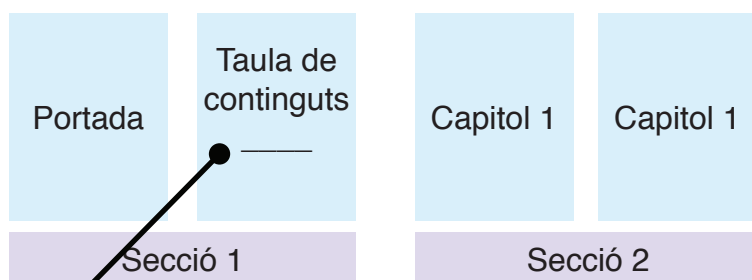 Portada
Taula de
continguts
Capitol 1
Capitol 1
Secció 1
Secció 2